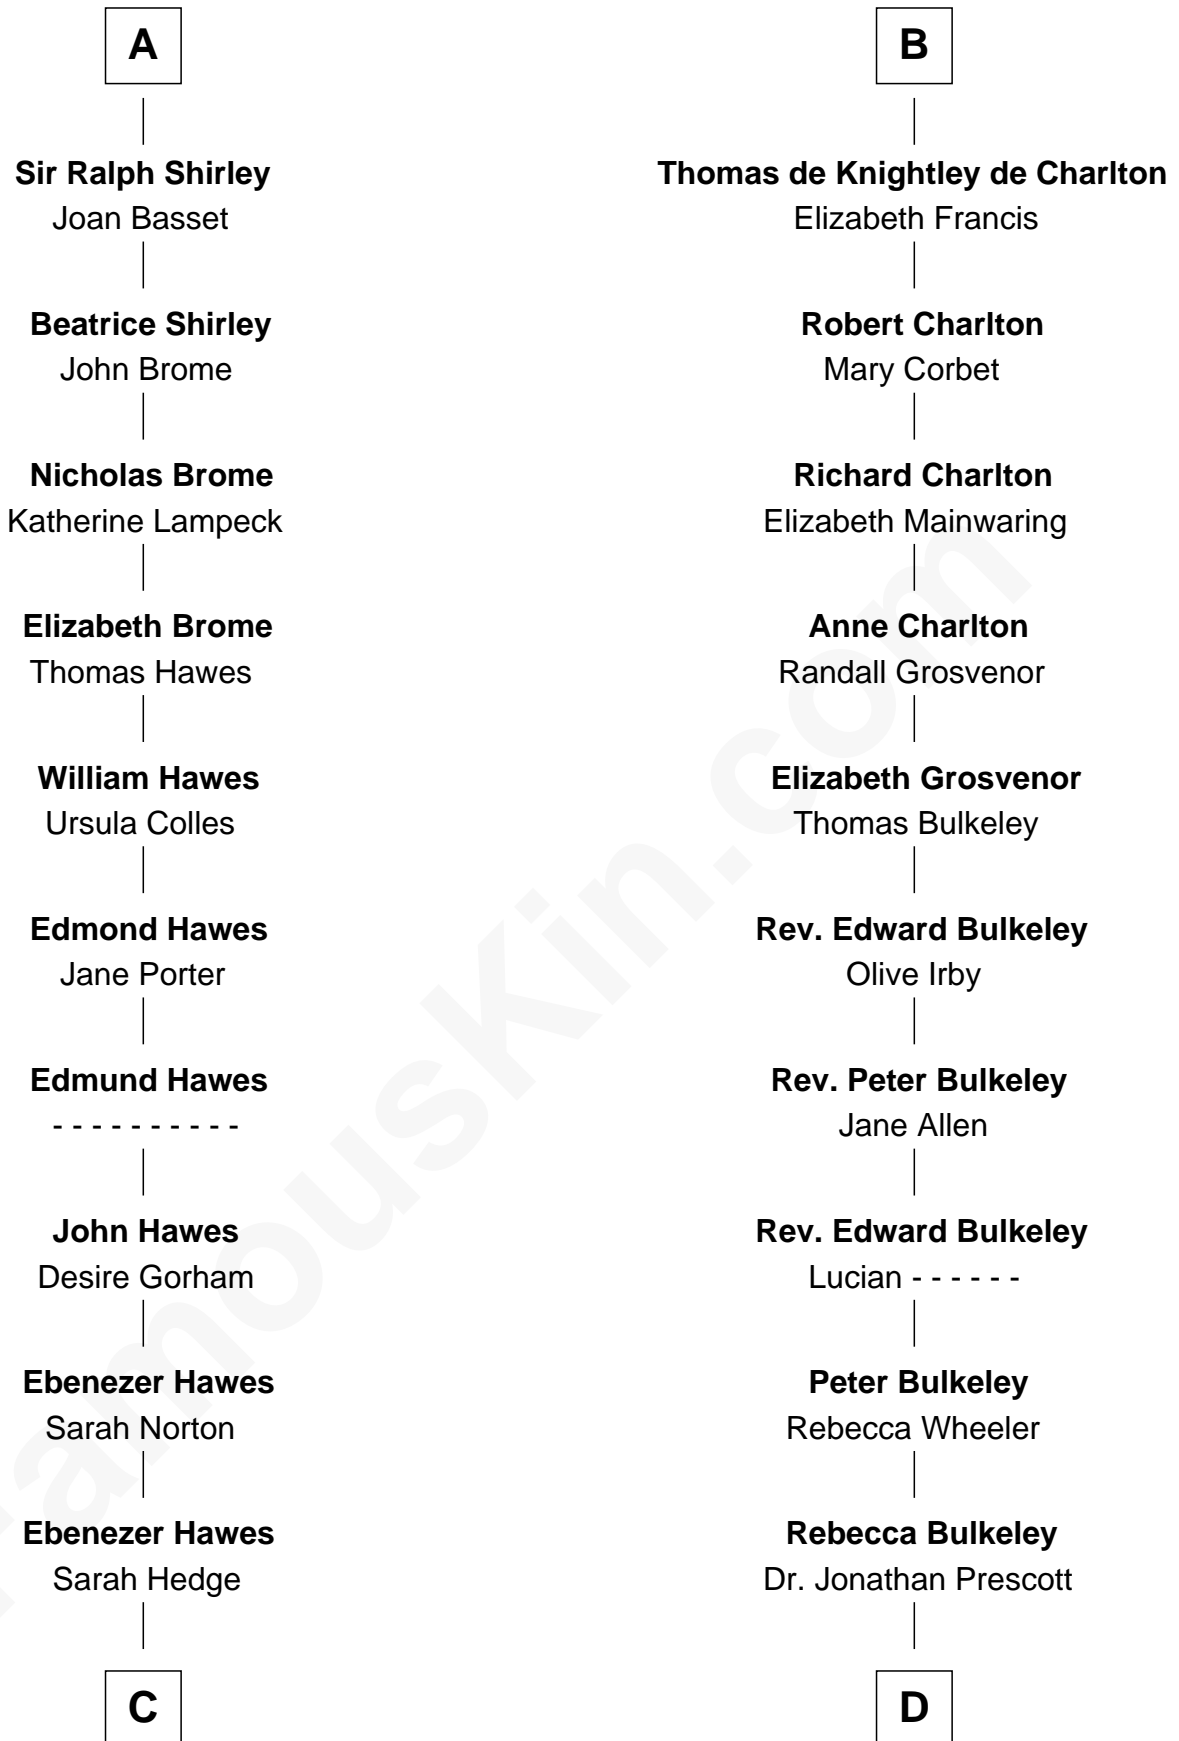 A
Sir Ralph Shirley
Joan Basset
Beatrice Shirley
John Brome
Nicholas Brome
Katherine Lampeck
Elizabeth Brome
Thomas Hawes
William Hawes
Ursula Colles
Edmond Hawes
Jane Porter
Edmund Hawes
- - - - - - - - - -
John Hawes
Desire Gorham
Ebenezer Hawes
Sarah Norton
Ebenezer Hawes
Sarah Hedge
C
B
Thomas de Knightley de Charlton
Elizabeth Francis
Robert Charlton
Mary Corbet
Richard Charlton
Elizabeth Mainwaring
Anne Charlton
Randall Grosvenor
Elizabeth Grosvenor
Thomas Bulkeley
Rev. Edward Bulkeley
Olive Irby
Rev. Peter Bulkeley
Jane Allen
Rev. Edward Bulkeley
Lucian - - - - - -
Peter Bulkeley
Rebecca Wheeler
Rebecca Bulkeley
Dr. Jonathan Prescott
D
FamousKin.com